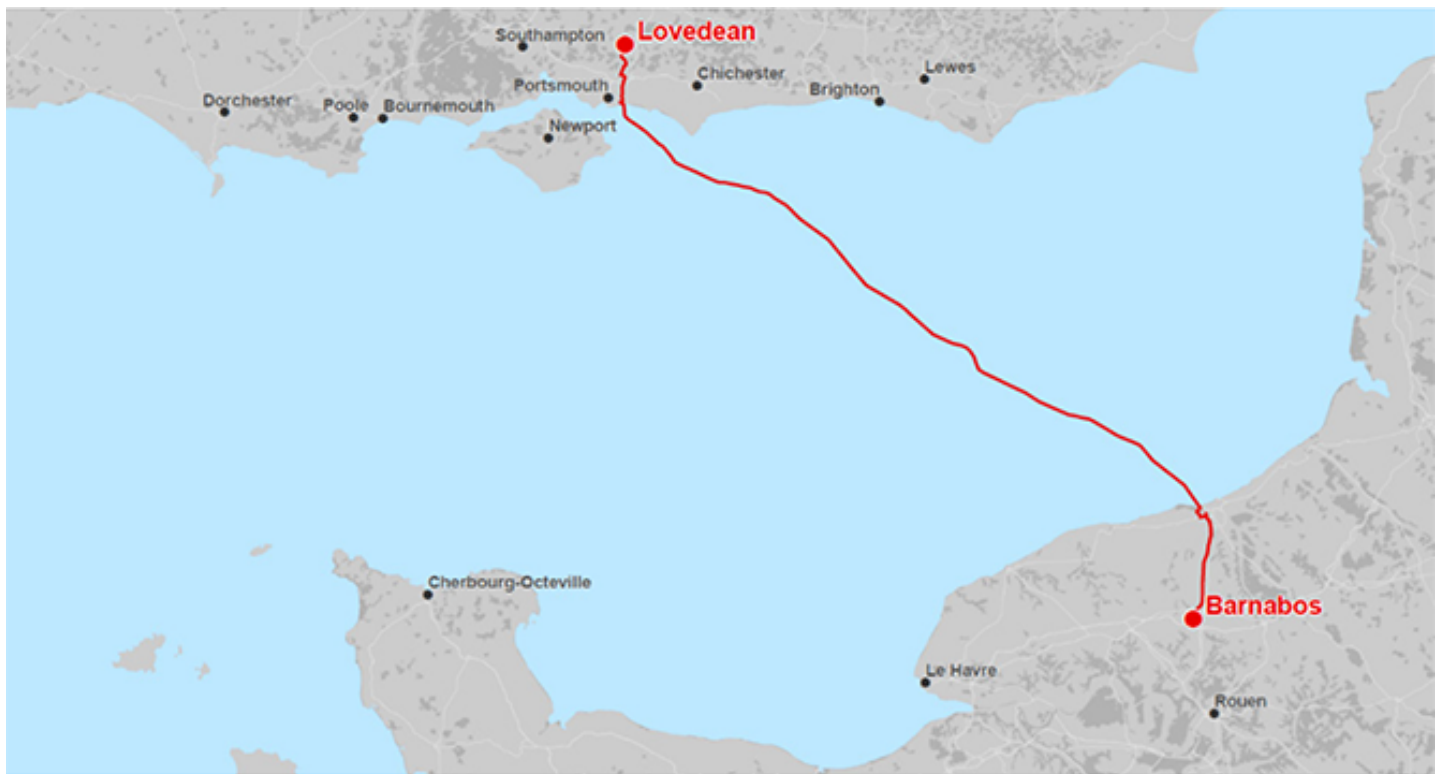 Lovedean
Southampton
Lewes
Chichester
Portsmouth
Brighton
Dorchester
Poole
Bournemouth
Newport
Cherbourg-Octeville
Barnabos
Le Havre
Rouen